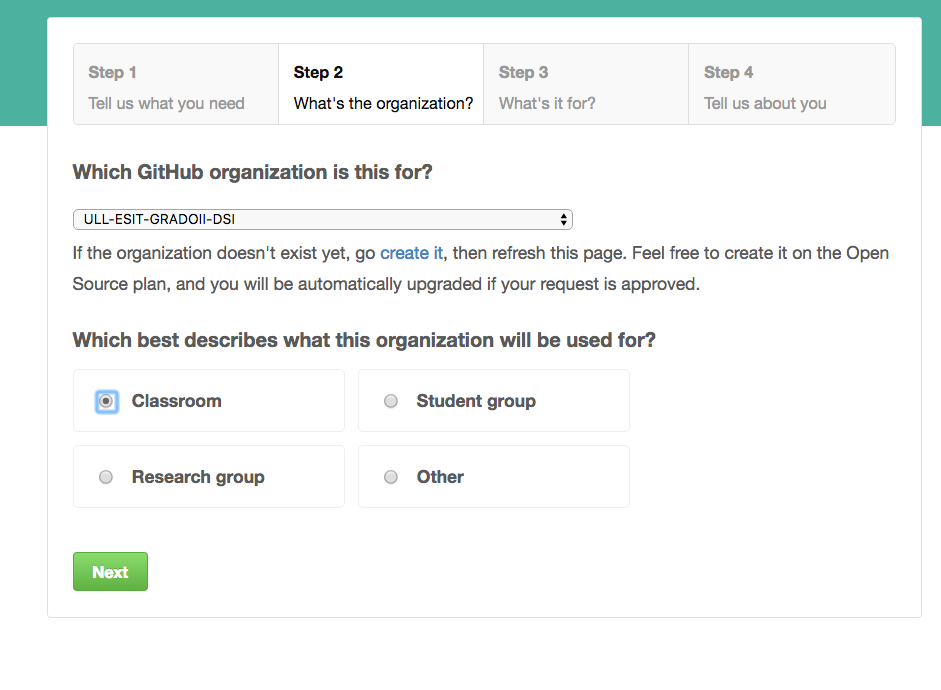 Step 1
Tell us what you need
Step 2
What's the organization?
Step 3
What's it for?
Step 4
Tell us about you
Which GitHub organization is this for?
ULL-ESIT-GRADOII-DSI
If the organization doesn't exist yet, go create it, then refresh this page. Feel free to create it on the Open
Source plan, and you will be automatically upgraded if your request is approved.
Which best describes what this organization will be used for?
Classroom
Student group
Research group
Other
Next